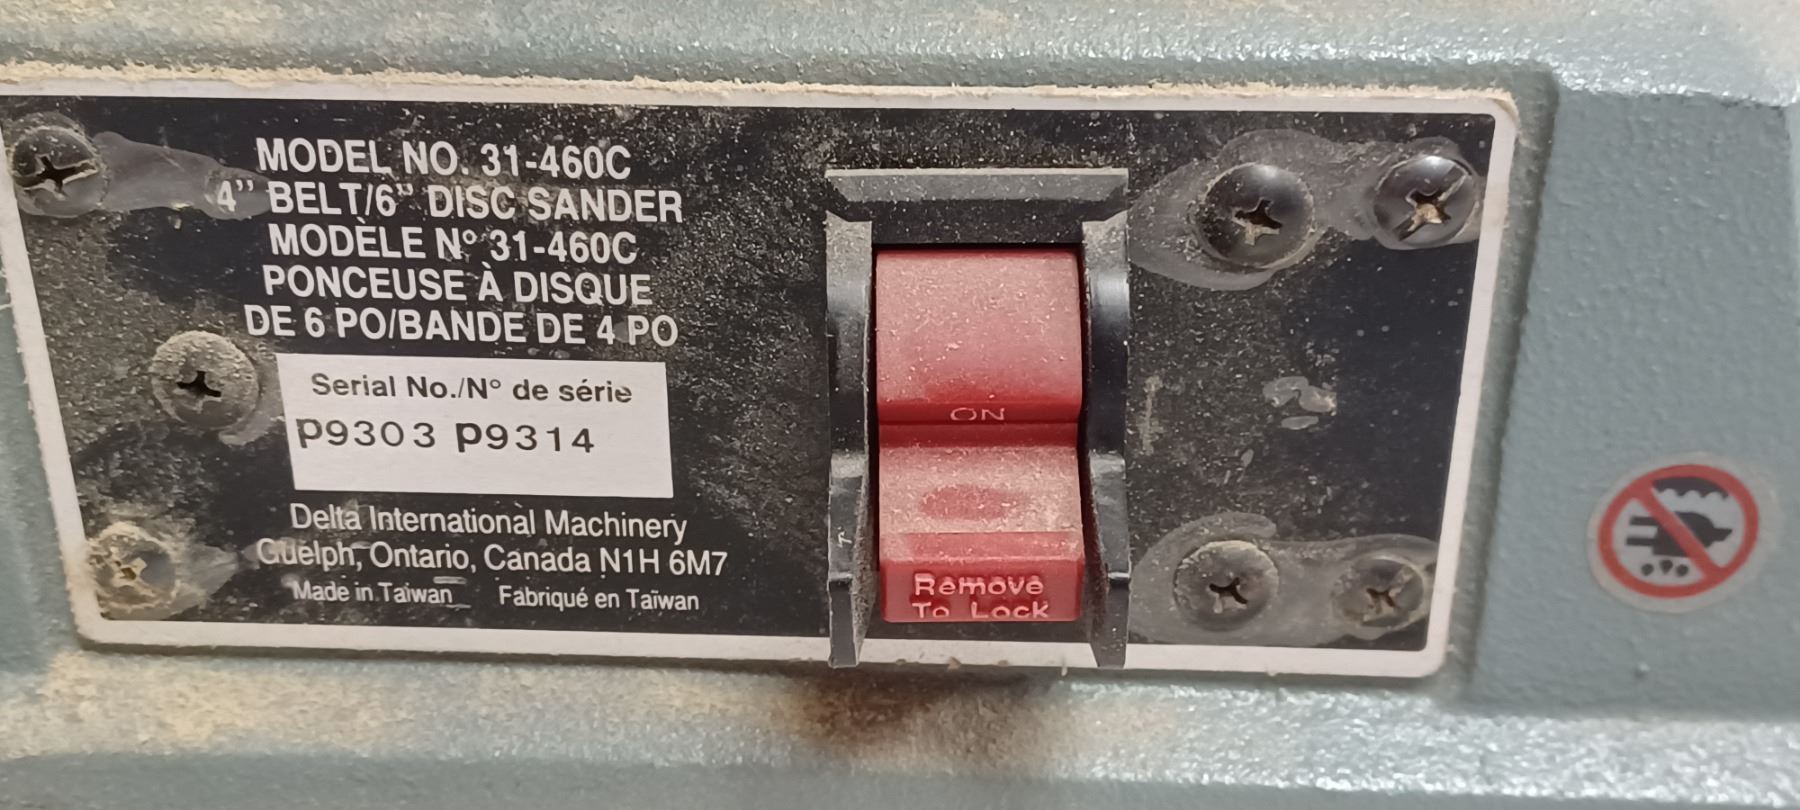 MODEL NO. 31-460C
4" BELT/6" DISC SANDER
MODÈLE Nº 31-460C
PONCEUSE À DISQUE
DE 6 PO/BANDE DE 4 PO
Serial No./Nº de série
P9303 P9314
Delta International Machinery
Guelph, Ontario, Canada N1H 6M7
Made in Taiwan Fabriqué en Taïwan
ON
Remove
To Lock